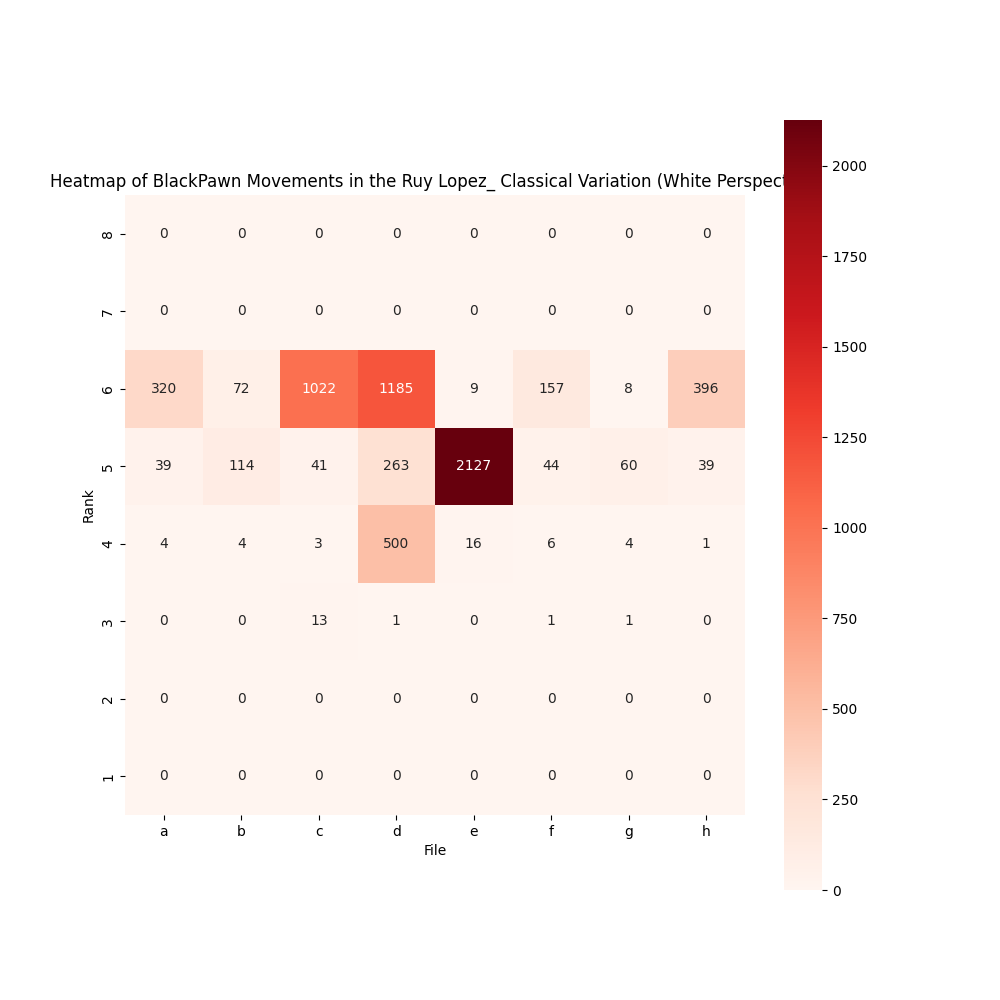 Heatmap of BlackPawn Movements in the Ruy Lopez_ Classical Variation (White Perspect
8 0 0 0 0 0 0 0 0
7 0 0 0 0 0 0 0 0
6 320 72 1022 1185 9 157 8 396
5 39 114 41 263 2127 44 60 39
4 4 4 3 500 16 6 4 1
3 0 0 13 1 0 1 1 0
2 0 0 0 0 0 0 0 0
1 0 0 0 0 0 0 0 0
Rank
a b c d e f g h
File
2000
1750
1500
1250
1000
750
500
250
0